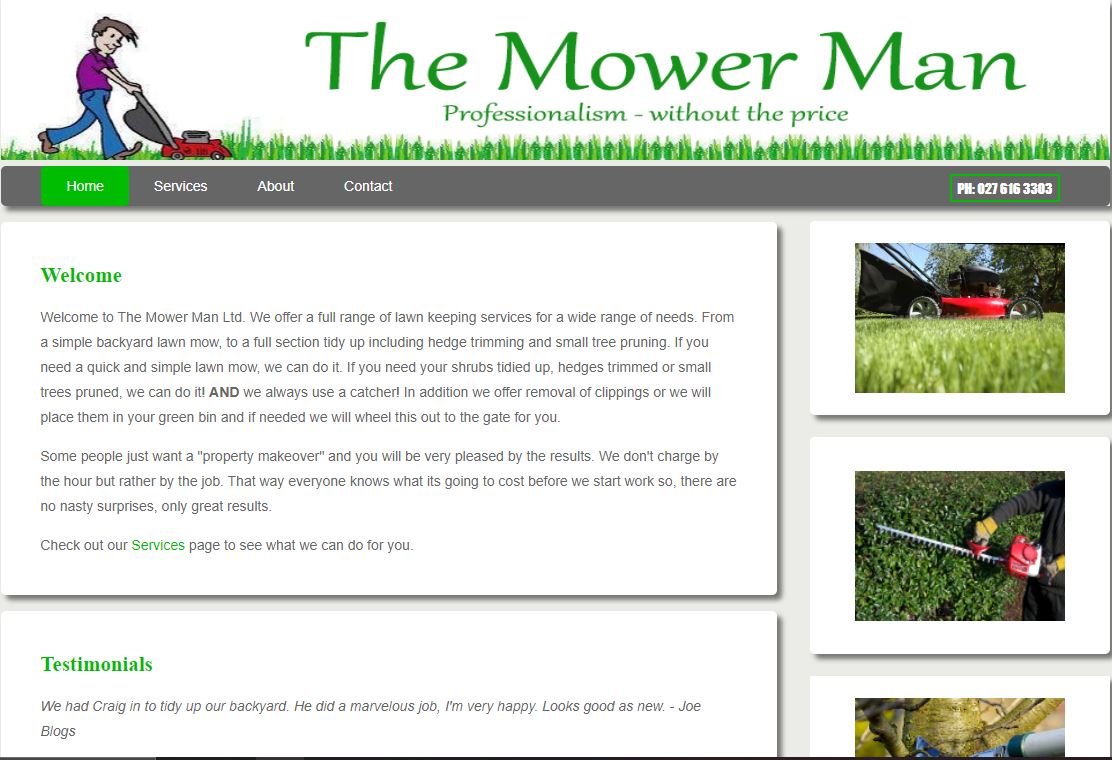 The Mower Man
Professionalism - without the price
Home Services About Contact PH: 027 616 3303
Welcome
Welcome to The Mower Man Ltd. We offer a full range of lawn keeping services for a wide range of needs. From
a simple backyard lawn mow, to a full section tidy up including hedge trimming and small tree pruning. If you
need a quick and simple lawn mow, we can do it. If you need your shrubs tidied up, hedges trimmed or small
trees pruned, we can do it! AND we always use a catcher! In addition we offer removal of clippings or we will
place them in your green bin and if needed we will wheel this out to the gate for you.
Some people just want a "property makeover" and you will be very pleased by the results. We don't charge by
the hour but rather by the job. That way everyone knows what its going to cost before we start work so, there are
no nasty surprises, only great results.
Check out our Services page to see what we can do for you.
Testimonials
We had Craig in to tidy up our backyard. He did a marvelous job, I'm very happy. Looks good as new. - Joe
Blogs